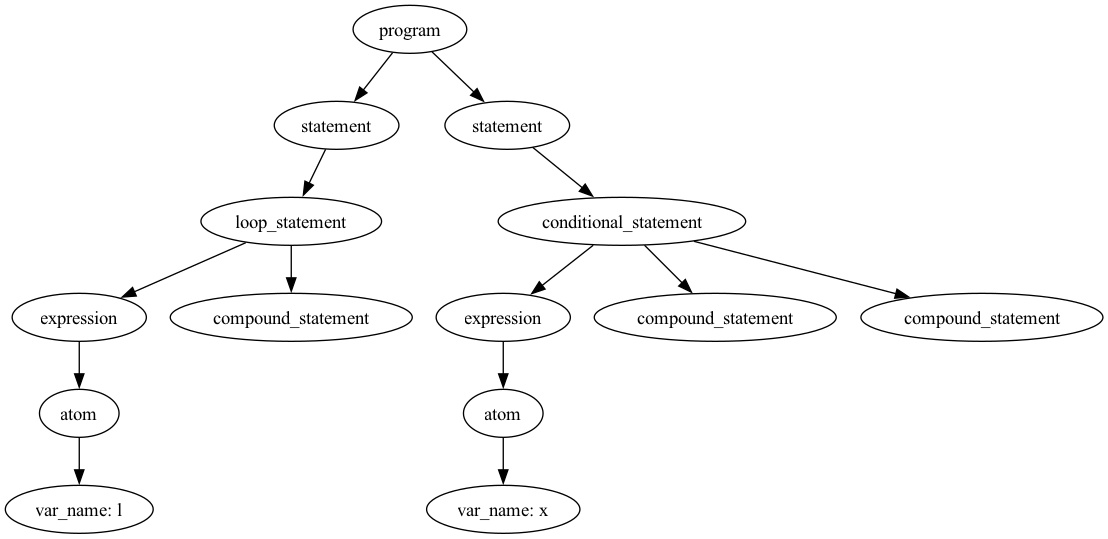 program
statement
statement
loop_statement
conditional_statement
expression
compound_statement
expression
compound_statement
compound_statement
atom
atom
var_name: l
var_name: x